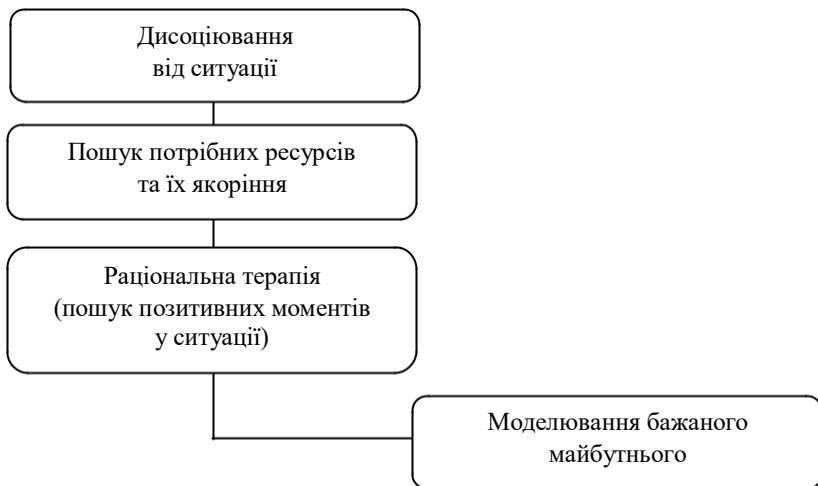 Дисоціювання
від ситуації
Пошук потрібних ресурсів
та їх якоріння
Раціональна терапія
(пошук позитивних моментів
у ситуації)
Моделювання бажаного
майбутнього